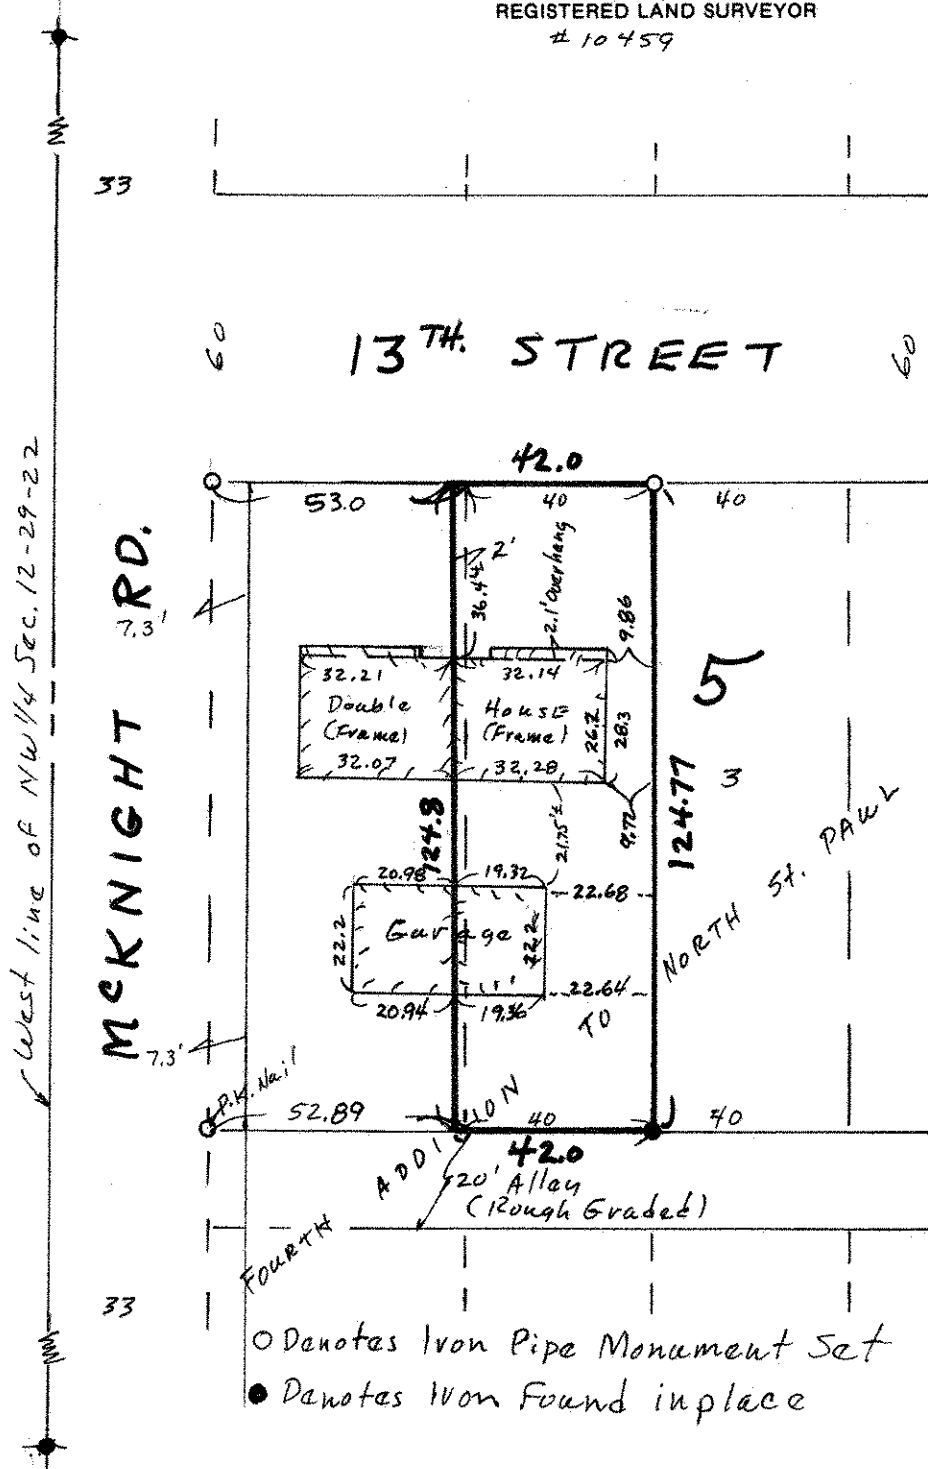 REGISTERED LAND SURVEYOR
# 10459
33
60
13TH. STREET
60
42.0
53.0
40
40
West line of NW 1/4 Sec. 12-29-22
McKNIGHT RD.
7.3'
2'
36.4±
2.1' Overhang
9.86
5
32.21
32.14
Double
House
(Frame)
(Frame)
26.2
28.3
32.07
32.28
3
124.8
21.75'±
9.72
124.77
20.98
19.32
22.68
22.2
Garage
22.2
22.64
20.94
19.36
FOURTH ADDITION TO NORTH St. PAUL
7.3'
P.K. Nail
52.89
40
40
42.0
20' Alley
(Rough Graded)
33
O Denotes Iron Pipe Monument Set
● Denotes Iron Found inplace